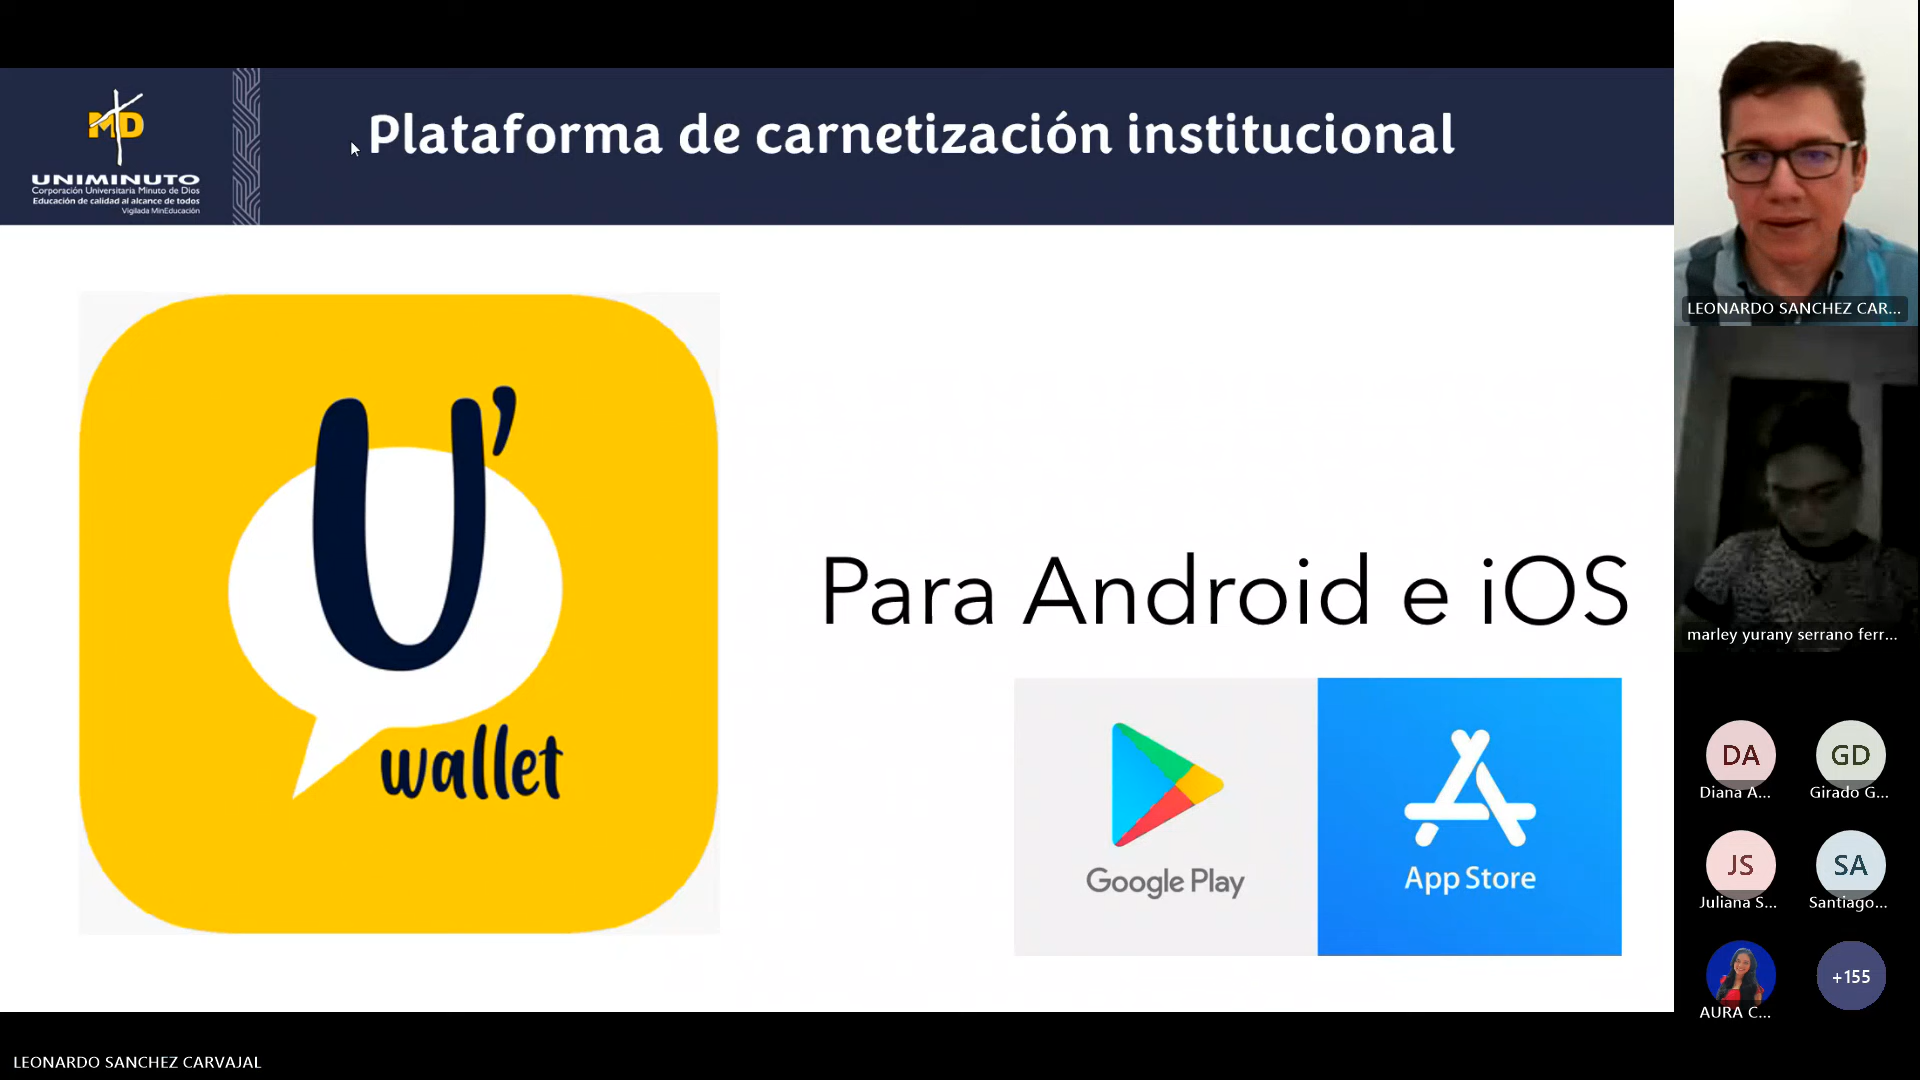 MD
UNIMINUTO
Corporación Universitaria Minuto de Dios
Educación de calidad al alcance de todos
Vigilada MinEducación
Plataforma de carnetización institucional
U’
wallet
Para Android e iOS
Google Play
App Store
LEONARDO SANCHEZ CAR...
marley yurany serrano ferr...
DA
Diana A...
GD
Girado G...
JS
Juliana S...
SA
Santiago...
AURA C...
+155
LEONARDO SANCHEZ CARVAJAL